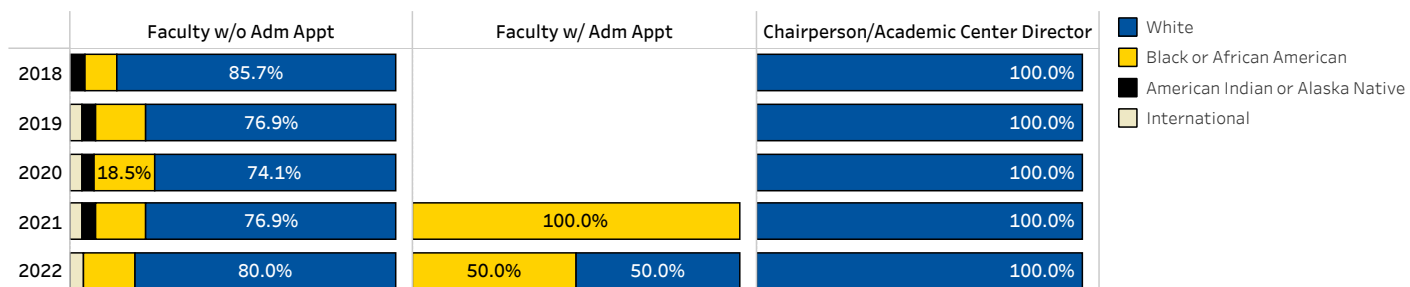 Faculty w/o Adm Appt Faculty w/ Adm Appt Chairperson/Academic Center Director
2018 85.7% 100.0%
2019 76.9% 100.0%
2020 18.5% 74.1% 100.0%
2021 76.9% 100.0% 100.0%
2022 80.0% 50.0% 50.0% 100.0%
White
Black or African American
American Indian or Alaska Native
International